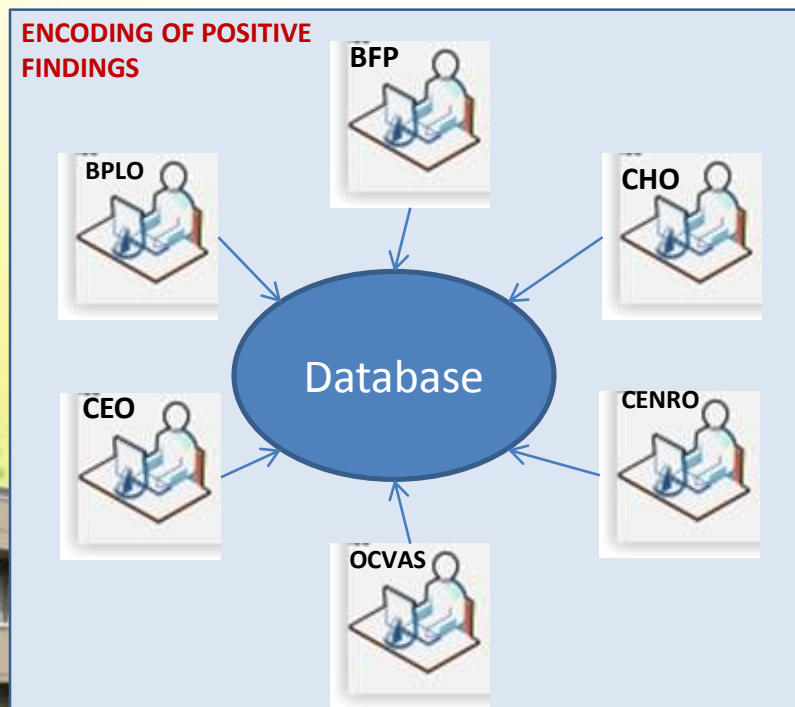 ENCODING OF POSITIVE
FINDINGS
BFP
BPLO
CHO
Database
CEO
CENRO
OCVAS